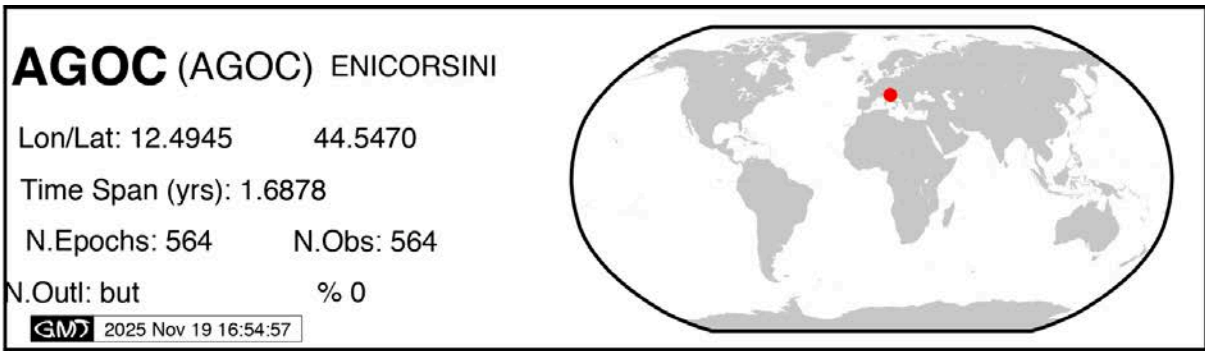 AGOC (AGOC) ENICORSINI
Lon/Lat: 12.4945 44.5470
Time Span (yrs): 1.6878
N.Epochs: 564 N.Obs: 564
N.Outl: but % 0
GMT 2025 Nov 19 16:54:57